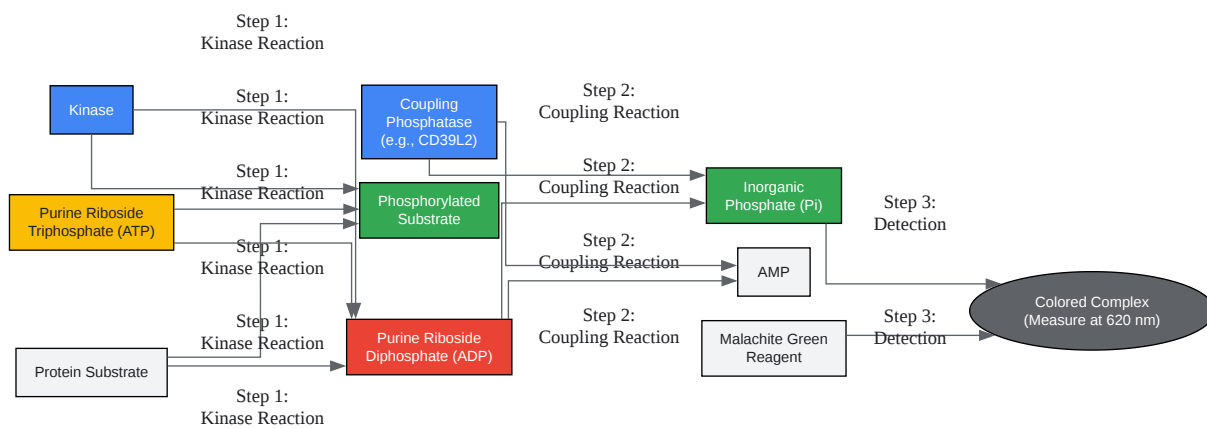 Step 1:
Kinase Reaction
Kinase
Step 1:
Kinase Reaction
Coupling
Phosphatase
(e.g., CD39L2)
Step 2:
Coupling Reaction
Step 1:
Kinase Reaction
Step 2:
Coupling Reaction
Purine Riboside
Triphosphate (ATP)
Phosphorylated
Substrate
Inorganic
Phosphate (Pi)
Step 3:
Detection
Step 1:
Kinase Reaction
Step 2:
Coupling Reaction
AMP
Colored Complex
(Measure at 620 nm)
Step 1:
Kinase Reaction
Purine Riboside
Diphosphate (ADP)
Step 2:
Coupling Reaction
Malachite Green
Reagent
Step 3:
Detection
Protein Substrate
Step 1:
Kinase Reaction